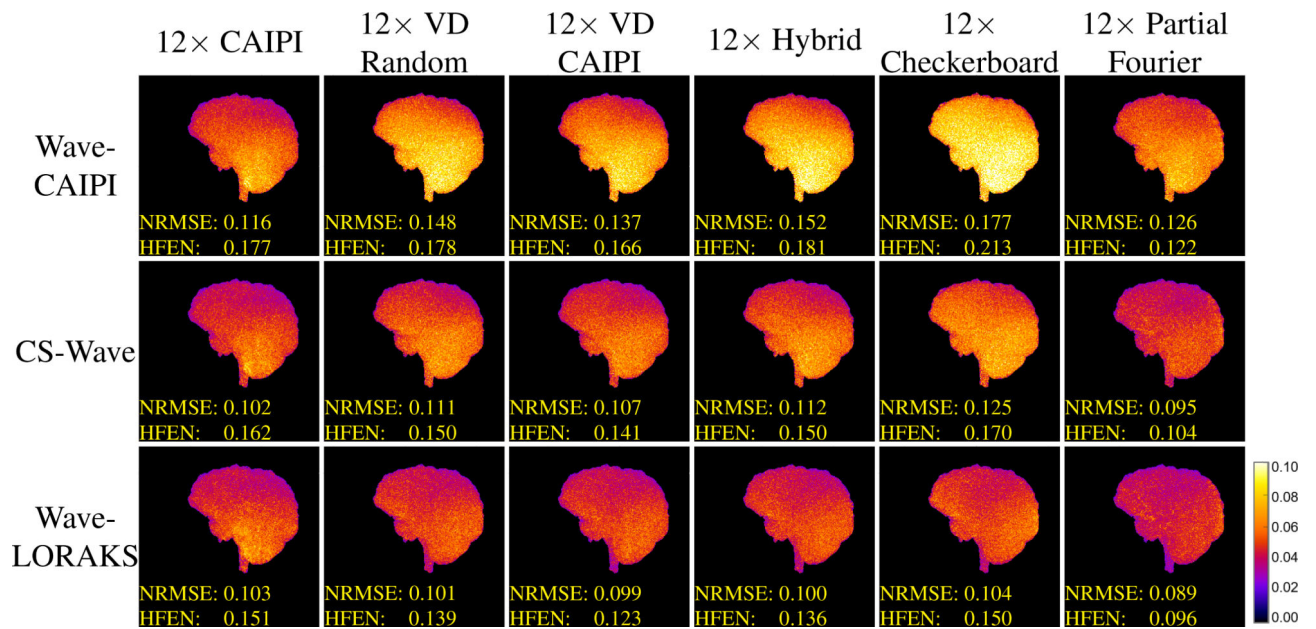 12× CAIPI
12× VD
Random
12× VD
CAIPI
12× Hybrid
12×
Checkerboard
12× Partial
Fourier
Wave-
CAIPI
NRMSE: 0.116
HFEN: 0.177
NRMSE: 0.148
HFEN: 0.178
NRMSE: 0.137
HFEN: 0.166
NRMSE: 0.152
HFEN: 0.181
NRMSE: 0.177
HFEN: 0.213
NRMSE: 0.126
HFEN: 0.122
CS-Wave
NRMSE: 0.102
HFEN: 0.162
NRMSE: 0.111
HFEN: 0.150
NRMSE: 0.107
HFEN: 0.141
NRMSE: 0.112
HFEN: 0.150
NRMSE: 0.125
HFEN: 0.170
NRMSE: 0.095
HFEN: 0.104
Wave-
LORAKS
NRMSE: 0.103
HFEN: 0.151
NRMSE: 0.101
HFEN: 0.139
NRMSE: 0.099
HFEN: 0.123
NRMSE: 0.100
HFEN: 0.136
NRMSE: 0.104
HFEN: 0.150
NRMSE: 0.089
HFEN: 0.096
0.10
0.08
0.06
0.04
0.02
0.00